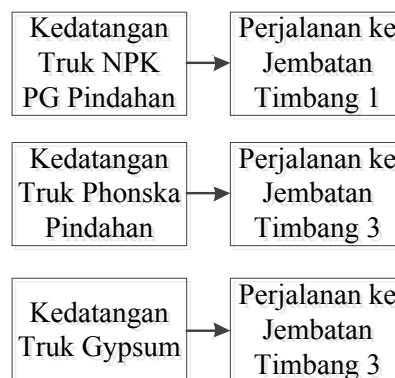 Kedatangan
Truk NPK
PG Pindahan
Perjalanan ke
Jembatan
Timbang 1
Kedatangan
Truk Phonska
Pindahan
Perjalanan ke
Jembatan
Timbang 3
Kedatangan
Truk Gypsum
Perjalanan ke
Jembatan
Timbang 3